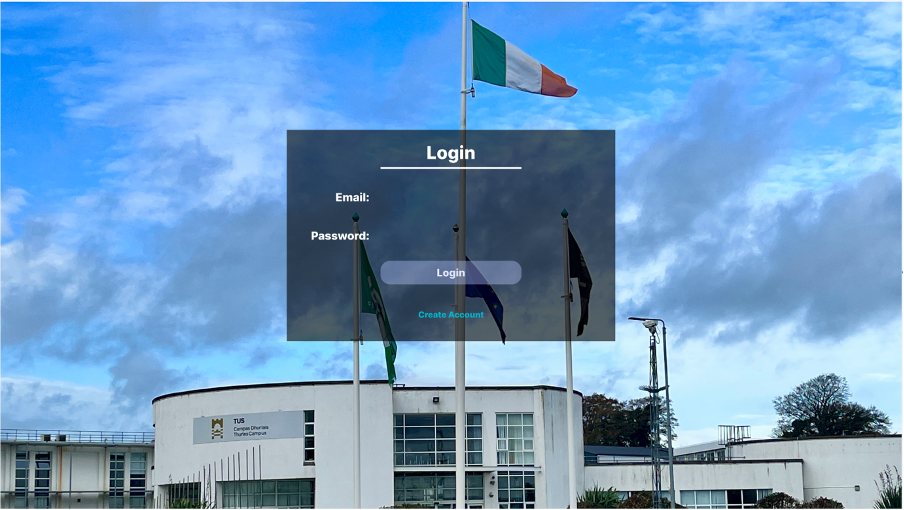 Login
Email:
Password:
Login
Create Account
TUS
Campas Dhurlais
Thurles Campus